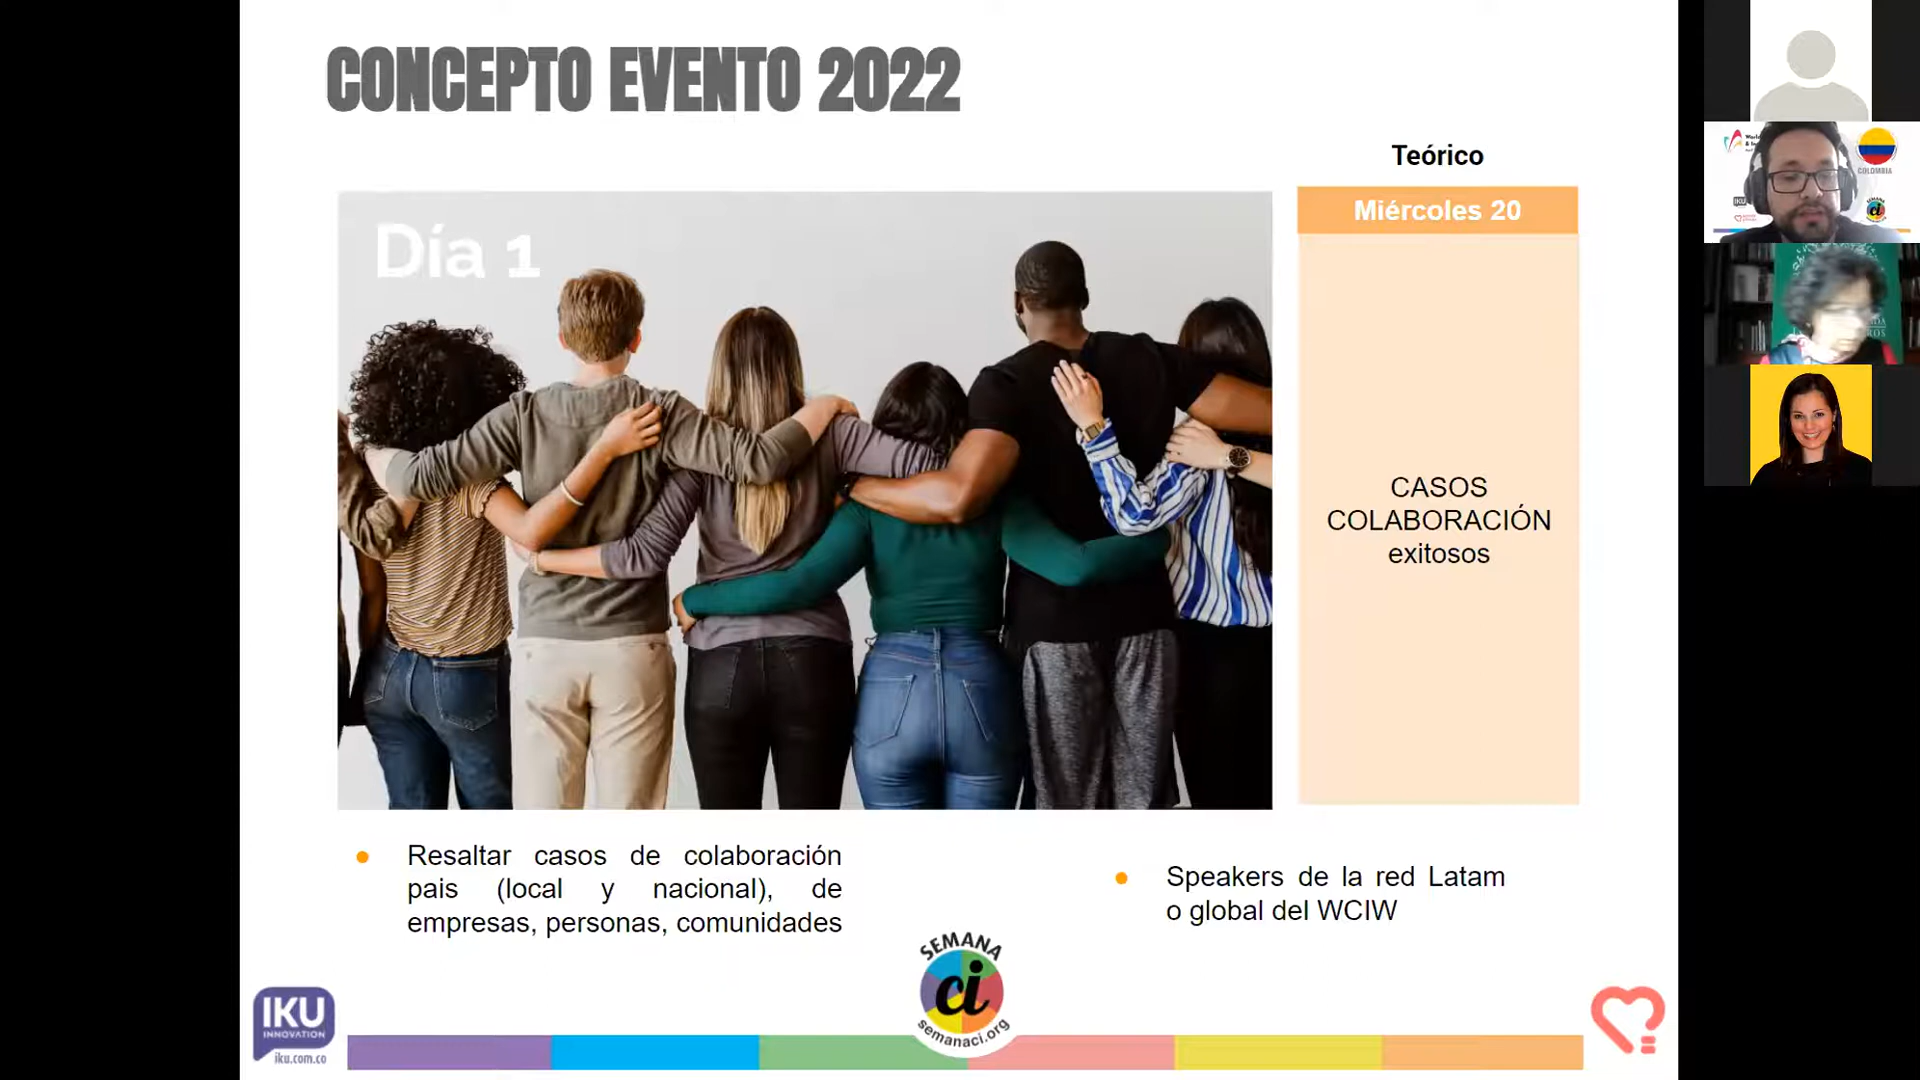 CONCEPTO EVENTO 2022
Teórico
Miércoles 20
Día 1
CASOS
COLABORACIÓN
exitosos
Resaltar casos de colaboración
pais (local y nacional), de
empresas, personas, comunidades
Speakers de la red Latam
o global del WCIW
SEMANA
ci
semanaci.org
IKU
INNOVATION
iku.com.co
COLOMBIA
IKU